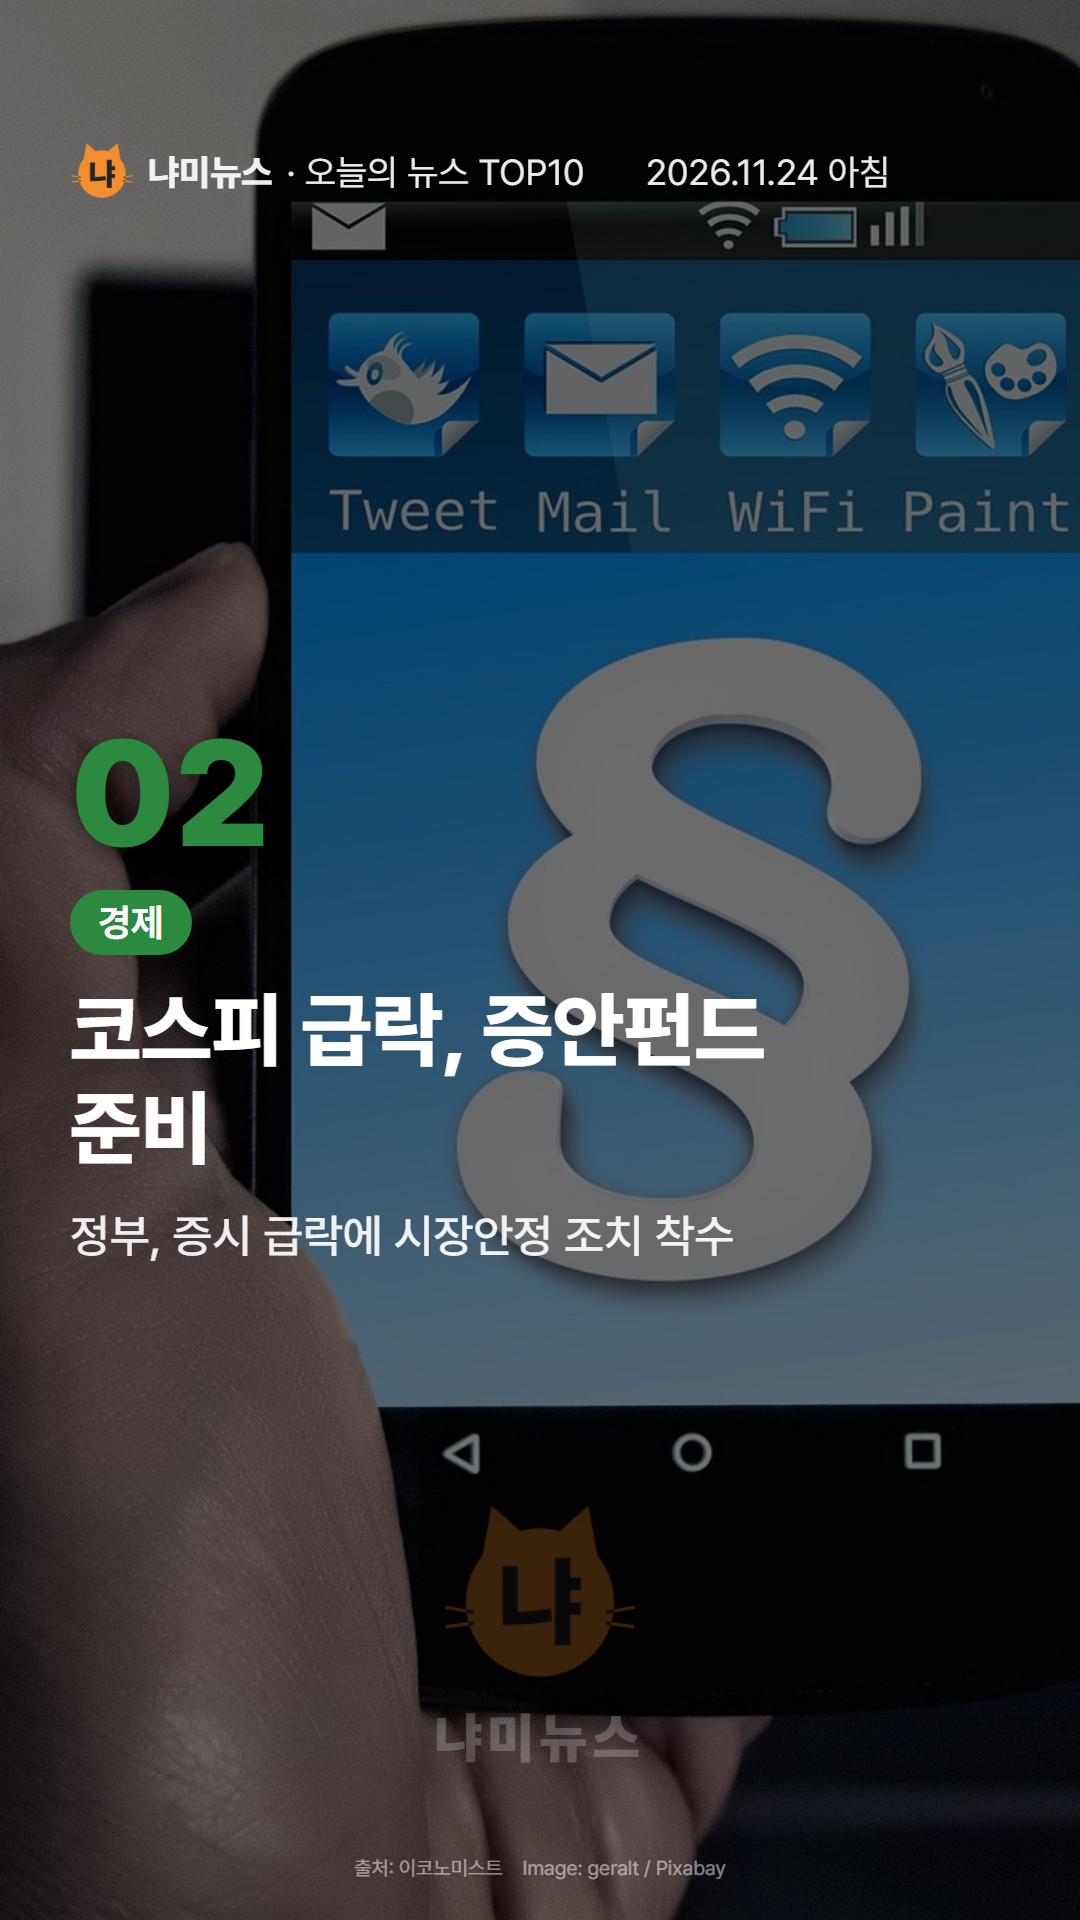 냐 냐미뉴스 · 오늘의 뉴스 TOP10 2026.11.24 아침
Tweet Mail WiFi Paint
§
02
경제
코스피 급락, 증안펀드
준비
정부, 증시 급락에 시장안정 조치 착수
냐
냐미뉴스
출처: 이코노미스트 Image: geralt / Pixabay